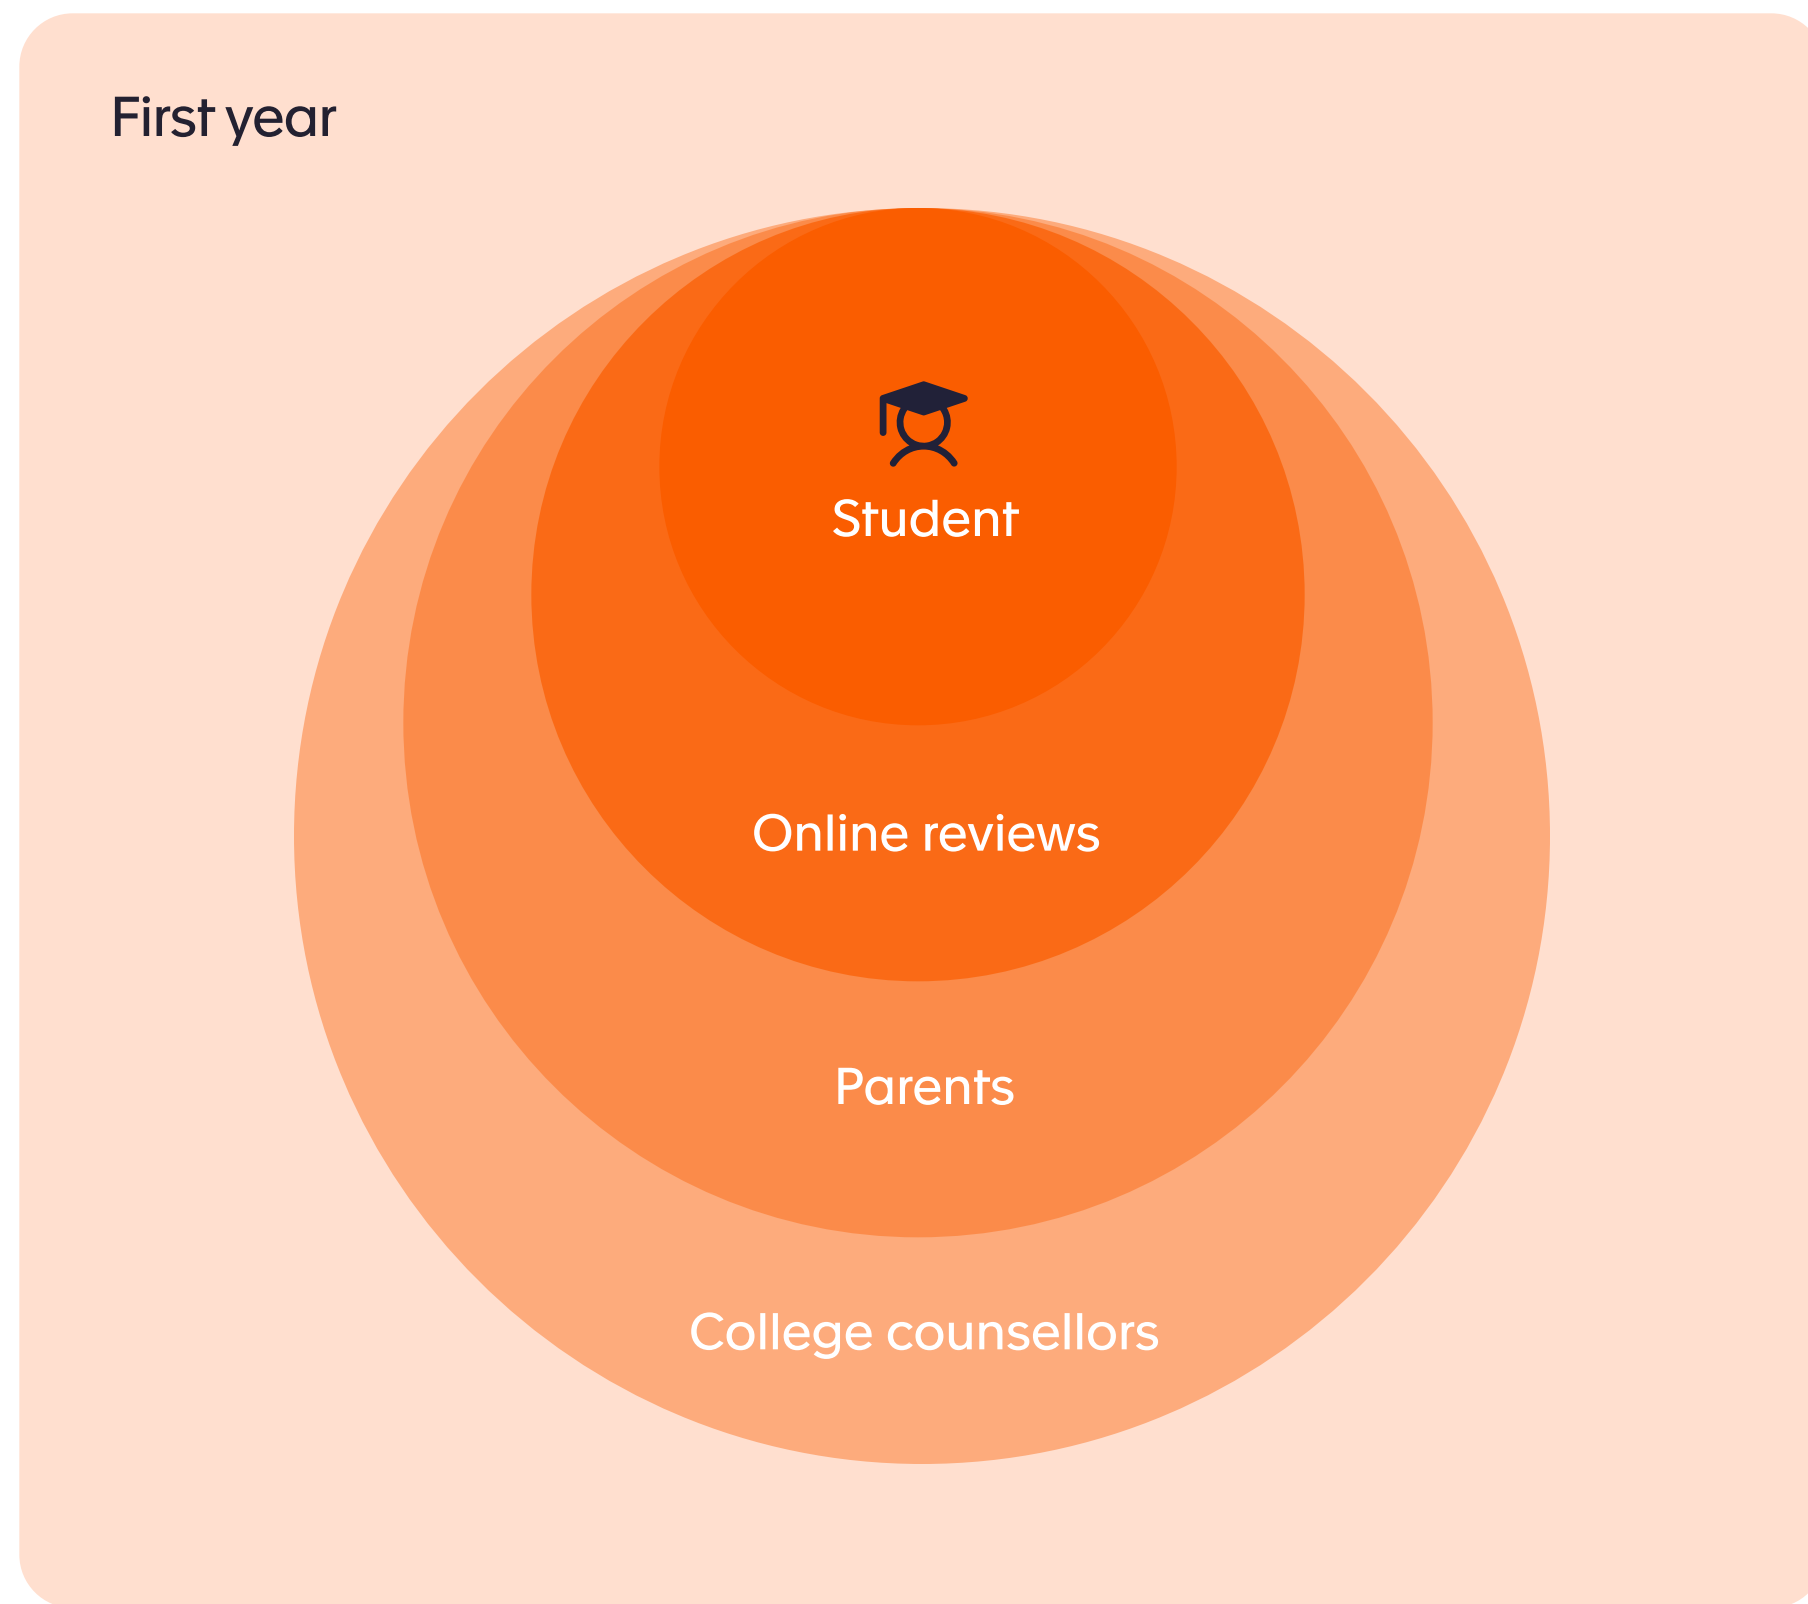 First year
Student
Online reviews
Parents
College counsellors